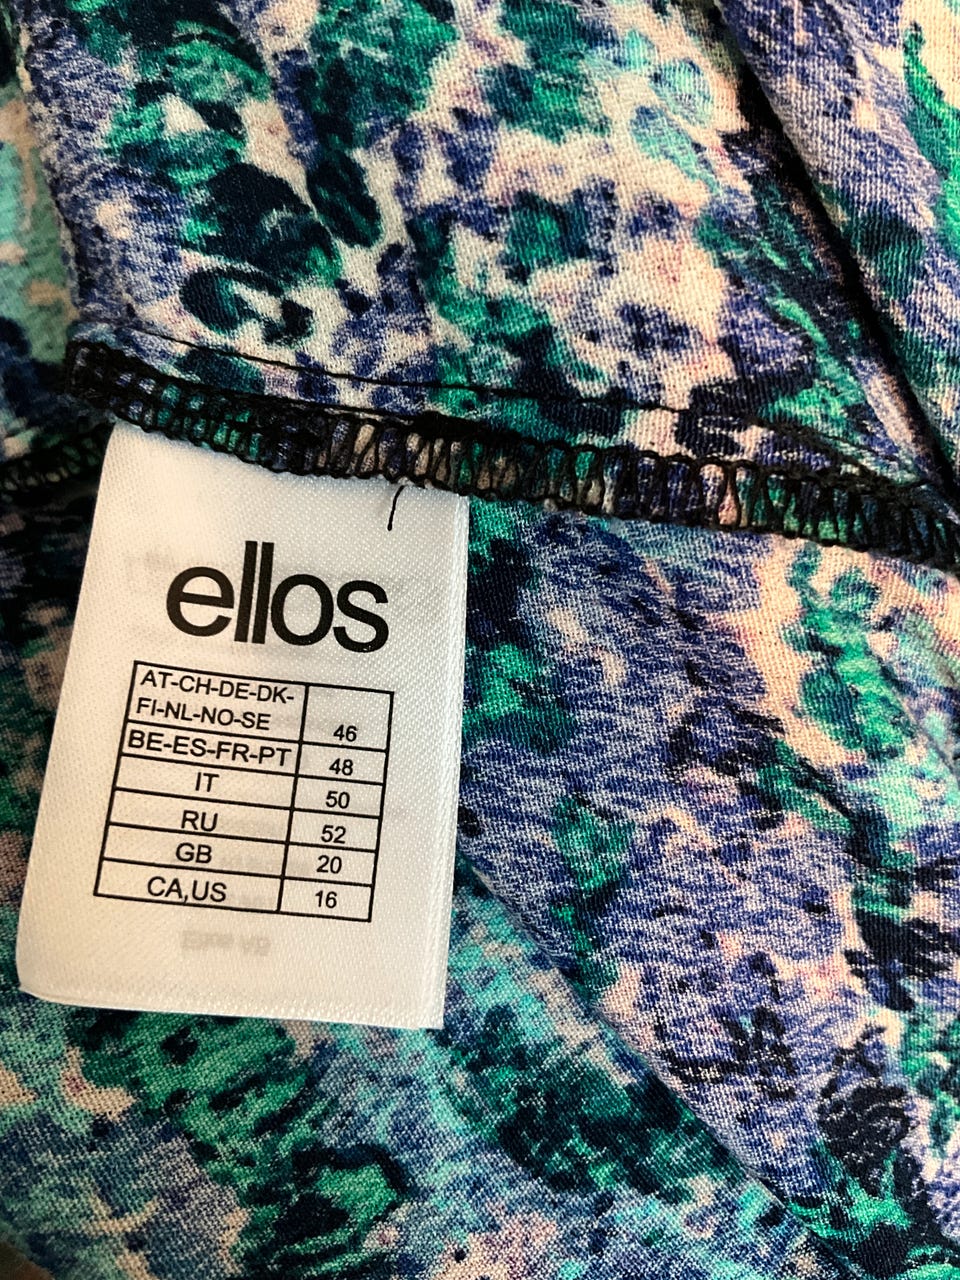 ellos
AT-CH-DE-DK-
FI-NL-NO-SE 46
BE-ES-FR-PT 48
IT 50
RU 52
GB 20
CA,US 16